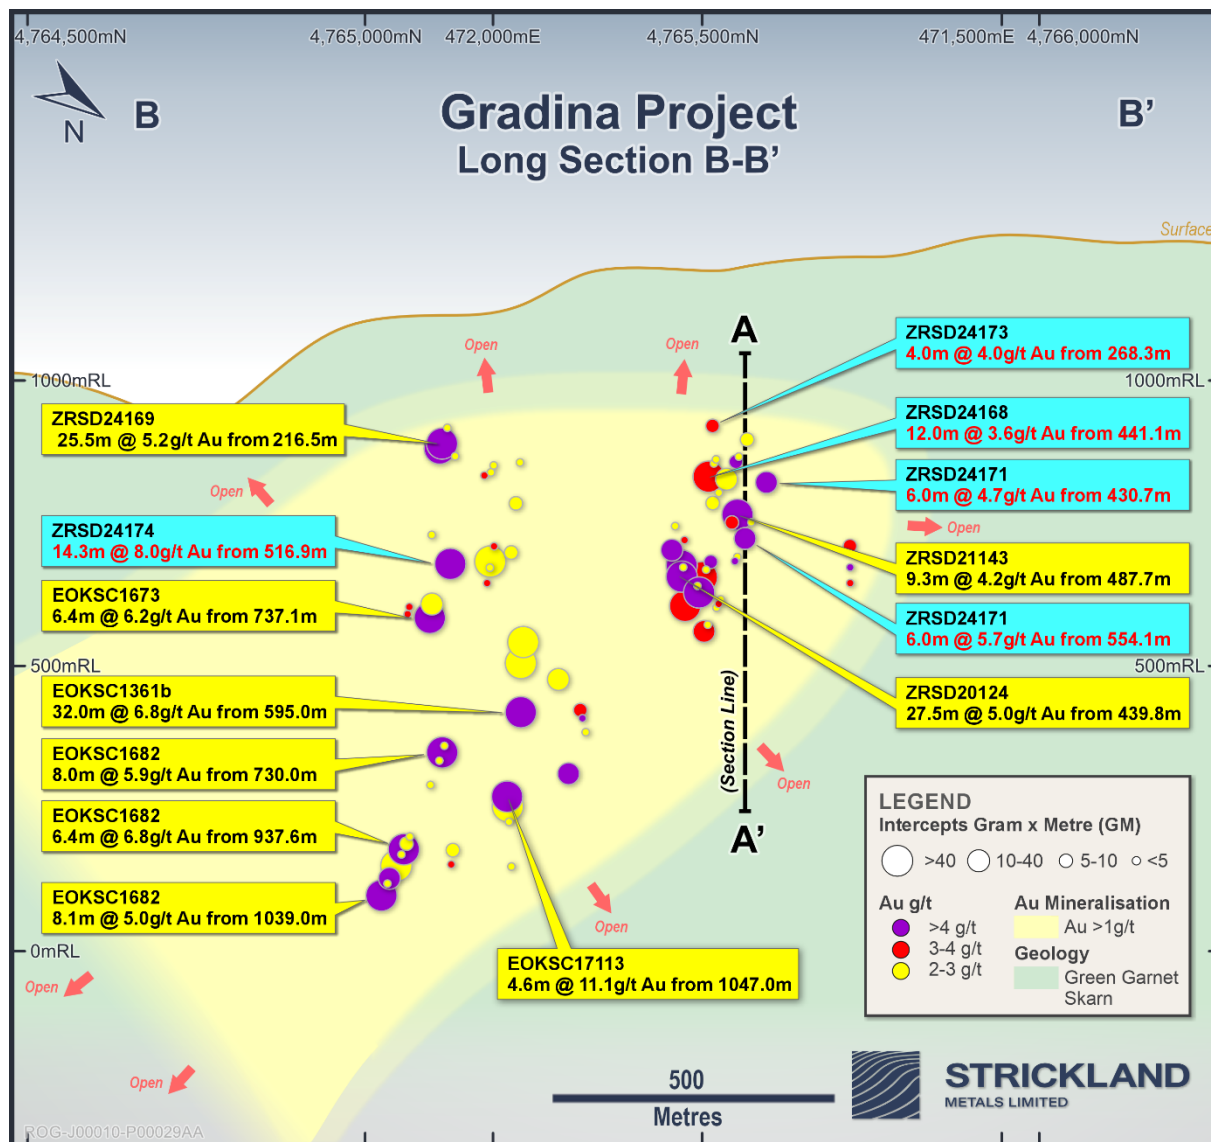 4,764,500mN
4,765,000mN
472,000mE
4,765,500mN
471,500mE
4,766,000mN
N
B
Gradina Project
B’
Long Section B-B’
Surface
Open
Open
A
ZRSD24173
4.0m @ 4.0g/t Au from 268.3m
1000mRL
1000mRL
ZRSD24169
25.5m @ 5.2g/t Au from 216.5m
ZRSD24168
12.0m @ 3.6g/t Au from 441.1m
Open
ZRSD24171
6.0m @ 4.7g/t Au from 430.7m
Open
ZRSD24174
14.3m @ 8.0g/t Au from 516.9m
ZRSD21143
9.3m @ 4.2g/t Au from 487.7m
EOKSC1673
6.4m @ 6.2g/t Au from 737.1m
ZRSD24171
6.0m @ 5.7g/t Au from 554.1m
500mRL
500mRL
EOKSC1361b
32.0m @ 6.8g/t Au from 595.0m
ZRSD20124
27.5m @ 5.0g/t Au from 439.8m
(Section Line)
EOKSC1682
8.0m @ 5.9g/t Au from 730.0m
Open
EOKSC1682
6.4m @ 6.8g/t Au from 937.6m
A’
EOKSC1682
8.1m @ 5.0g/t Au from 1039.0m
Open
0mRL
EOKSC17113
4.6m @ 11.1g/t Au from 1047.0m
Open
Open
LEGEND
Intercepts Gram x Metre (GM)
>40
10-40
5-10
<5
Au g/t
>4 g/t
3-4 g/t
2-3 g/t
Au Mineralisation
Au >1g/t
Geology
Green Garnet
Skarn
500
Metres
STRICKLAND
METALS LIMITED
ROG-J00010-P00029AA